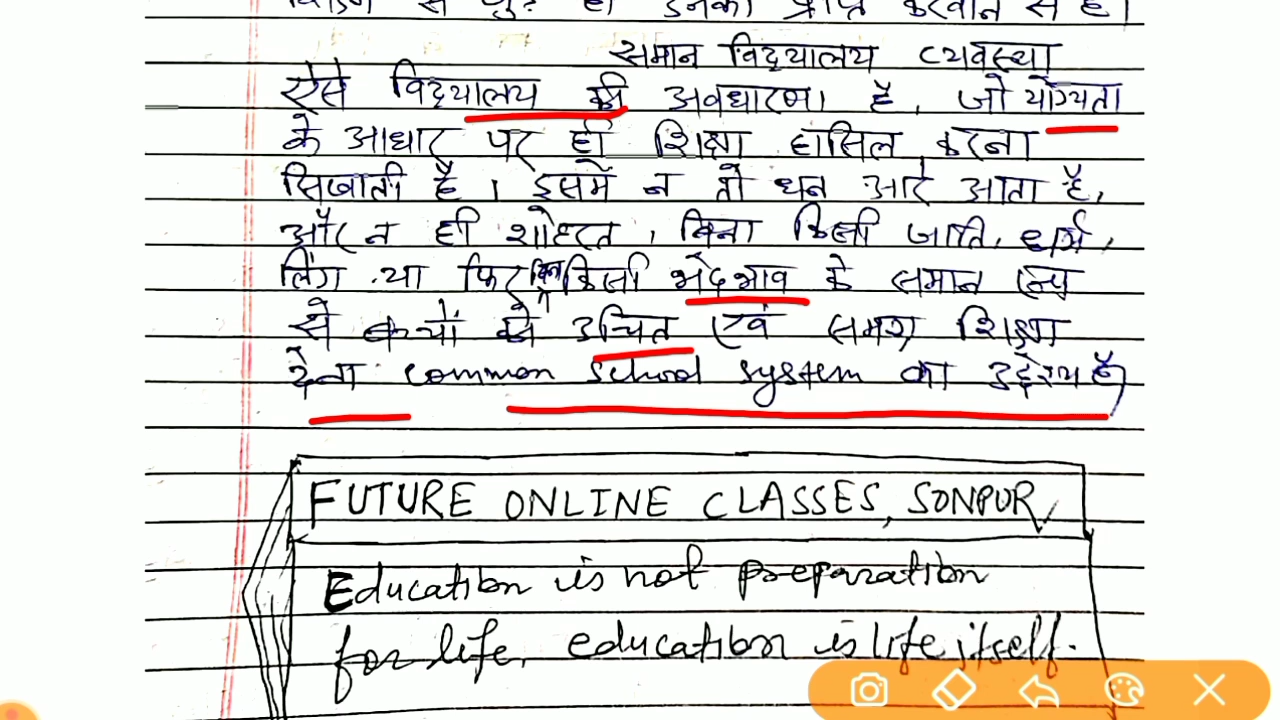 समान विद्यालय व्यवस्था
ऐसे विद्यालय की अवधारणा है, जो योग्यता
के आधार पर ही शिक्षा हासिल करना
सिखाती है। इसमें न तो धन आरे आता है,
और न ही शोहरत, बिना किसी जाति, धर्म,
लिंग या फिर बिना किसी भेदभाव के समान रूप
से बच्चों को उचित एवं समग्र शिक्षा
देना common school system का उद्देश्य है।
FUTURE ONLINE CLASSES, SONPUR
Education is not preparation
for life, education is life itself.